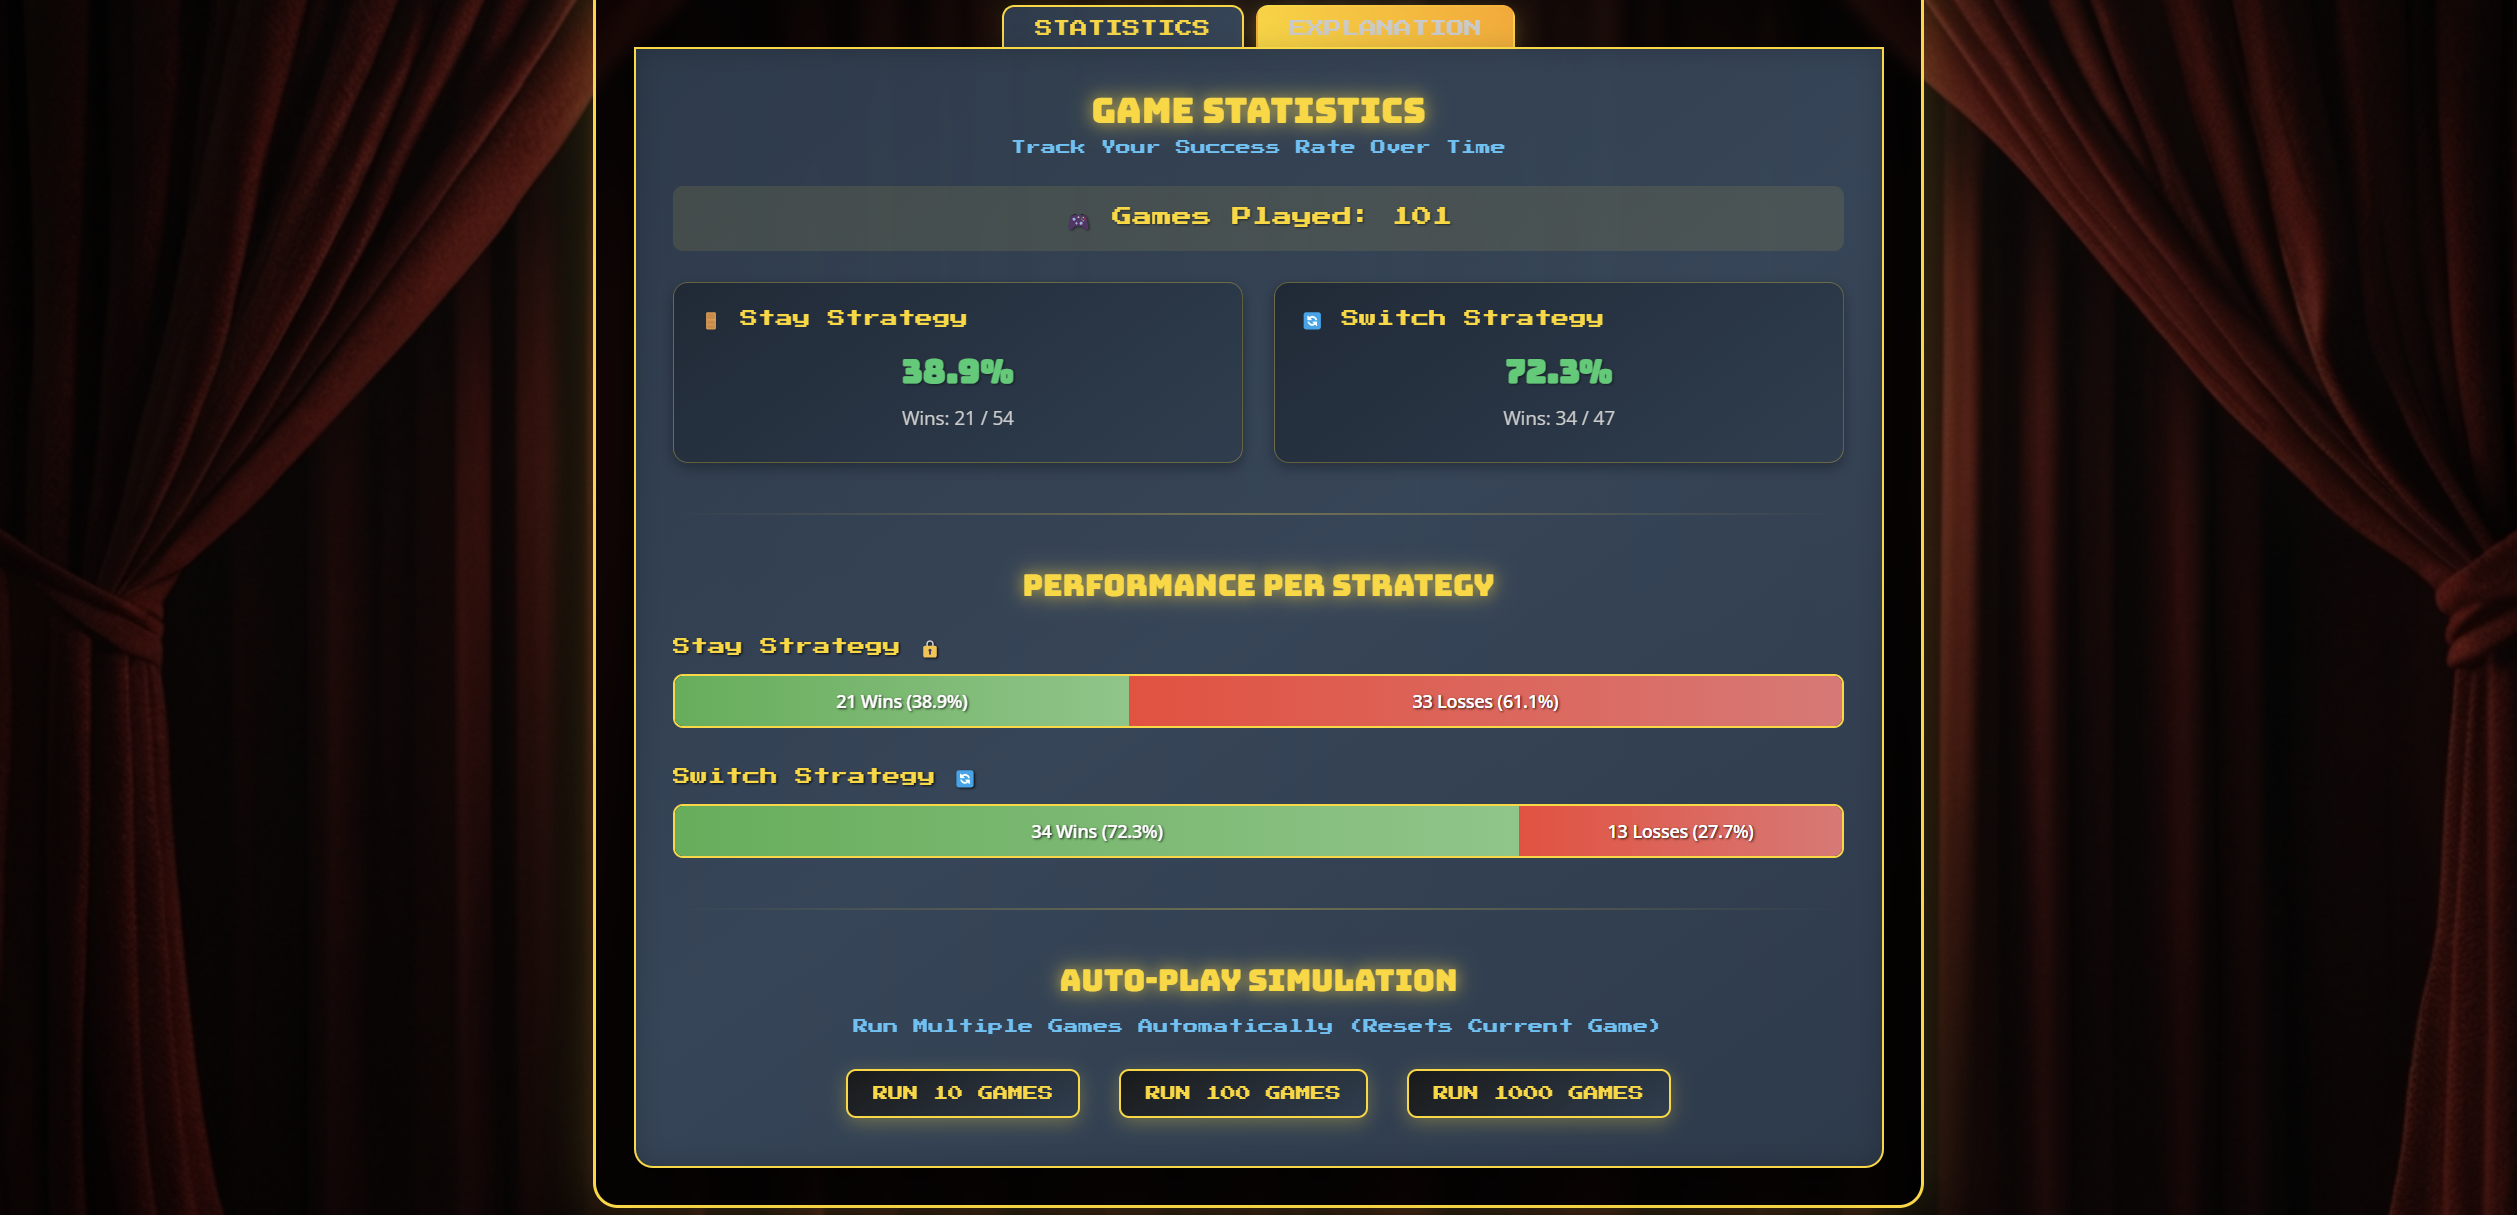 STATISTICS
EXPLANATION
GAME STATISTICS
Track Your Success Rate Over Time
Games Played: 101
Stay Strategy
38.9%
Wins: 21 / 54
Switch Strategy
72.3%
Wins: 34 / 47
PERFORMANCE PER STRATEGY
Stay Strategy
21 Wins (38.9%)
33 Losses (61.1%)
Switch Strategy
34 Wins (72.3%)
13 Losses (27.7%)
AUTO-PLAY SIMULATION
Run Multiple Games Automatically (Resets Current Game)
RUN 10 GAMES
RUN 100 GAMES
RUN 1000 GAMES